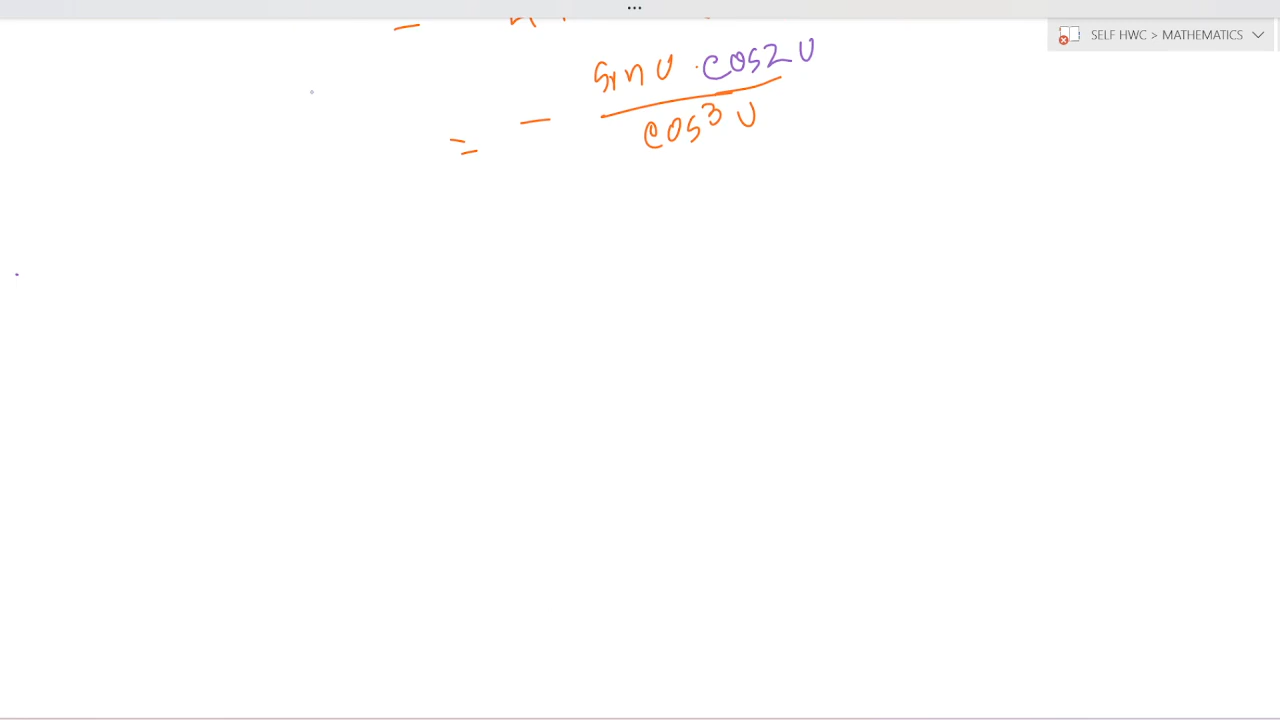 SELF HWC > MATHEMATICS
sin U · cos2U
= -
cos³ U